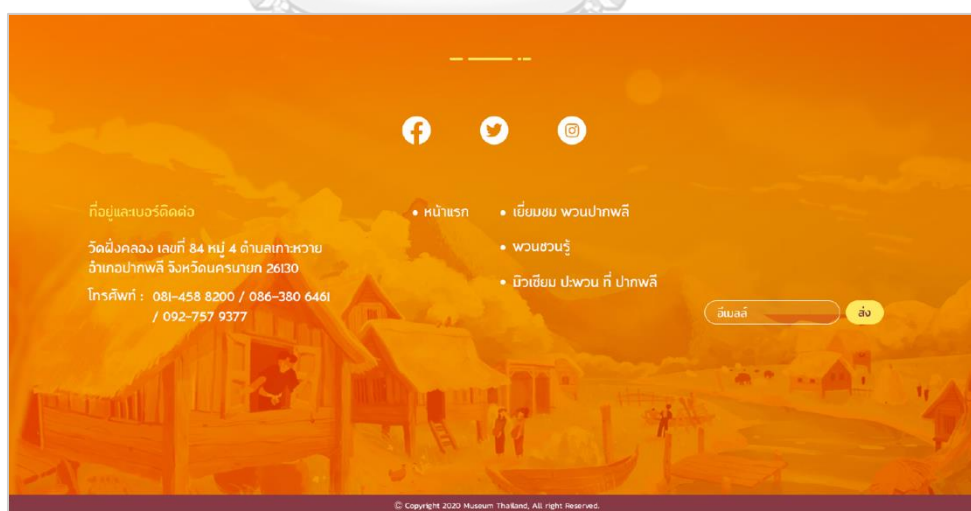 ที่อยู่และเบอร์ติดต่อ
วัดฝั่งคลอง เลขที่ 84 หมู่ 4 ตำบลเกาะหวาย
อำเภอปากพลี จังหวัดนครนายก 26130
โทรศัพท์ : 081-458 8200 / 086-380 6461
/ 092-757 9377
• หน้าแรก
• เยี่ยมชม พวนปากพลี
• พวนชวนรู้
• มิวเซียม ปะพวน ที่ ปากพลี
อีเมลล์
ส่ง
© Copyright 2020 Museum Thailand, All right Reserved.